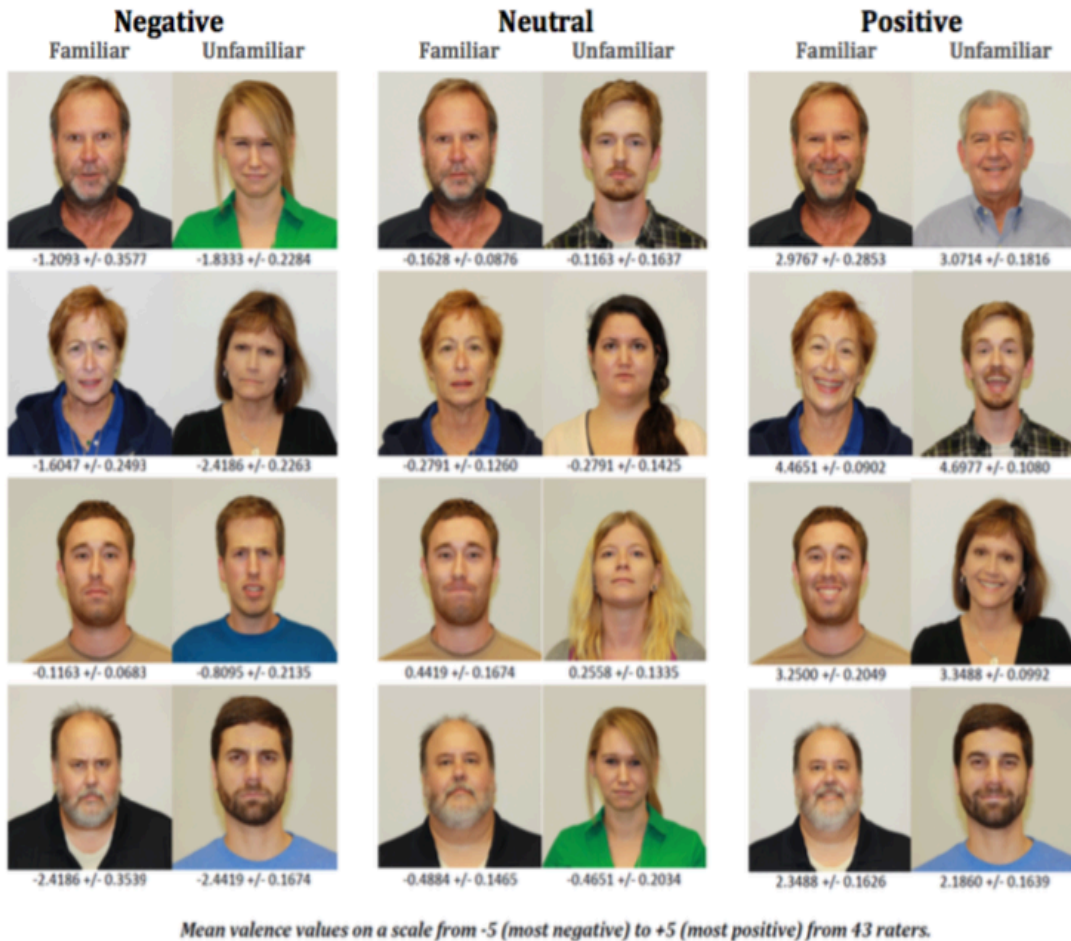 Negative Neutral Positive
Familiar Unfamiliar Familiar Unfamiliar Familiar Unfamiliar
-1.2093 +/- 0.3577 -1.8333 +/- 0.2284 -0.1628 +/- 0.0876 -0.1163 +/- 0.1637 2.9767 +/- 0.2853 3.0714 +/- 0.1816
-1.6047 +/- 0.2493 -2.4186 +/- 0.2263 -0.2791 +/- 0.1260 -0.2791 +/- 0.1425 4.4651 +/- 0.0902 4.6977 +/- 0.1080
-0.1163 +/- 0.0683 -0.8095 +/- 0.2135 0.4419 +/- 0.1674 0.2558 +/- 0.1335 3.2500 +/- 0.2049 3.3488 +/- 0.0992
-2.4186 +/- 0.3539 -2.4419 +/- 0.1674 -0.4884 +/- 0.1465 -0.4651 +/- 0.2034 2.3488 +/- 0.1626 2.1860 +/- 0.1639
Mean valence values on a scale from -5 (most negative) to +5 (most positive) from 43 raters.